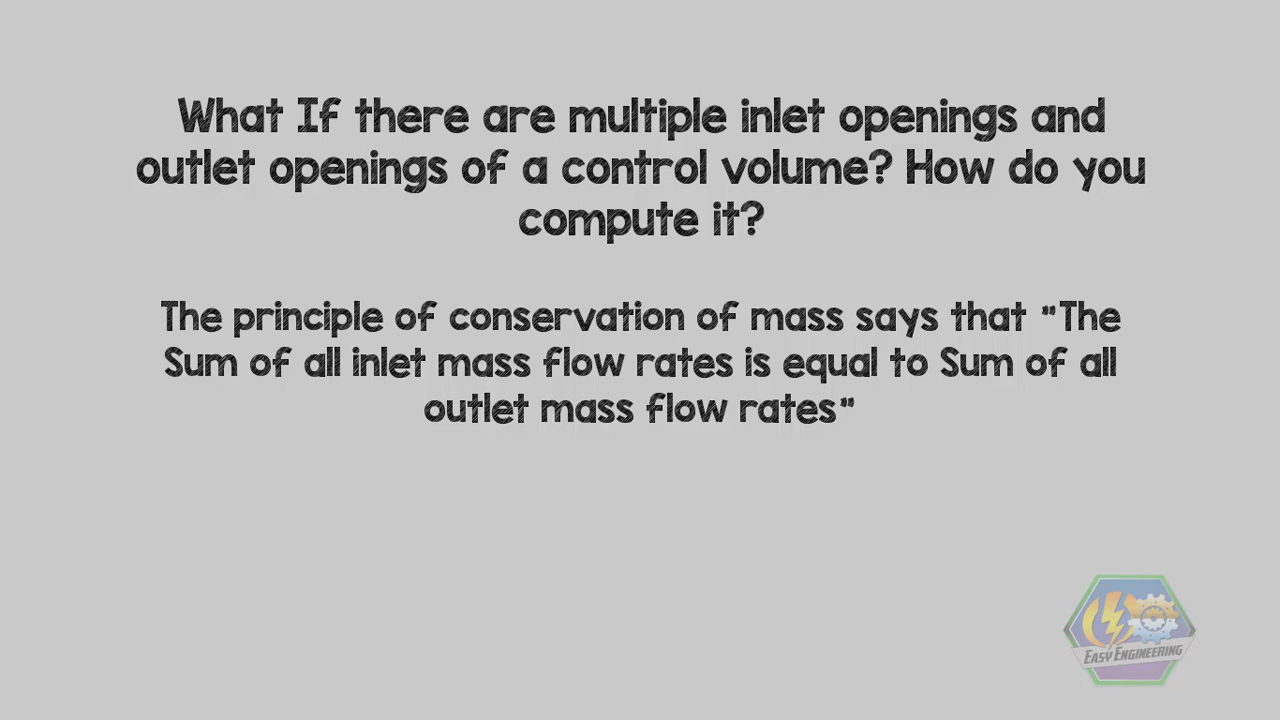 What If there are multiple inlet openings and
outlet openings of a control volume? How do you
compute it?
The principle of conservation of mass says that "The
Sum of all inlet mass flow rates is equal to Sum of all
outlet mass flow rates"
EASY ENGINEERING